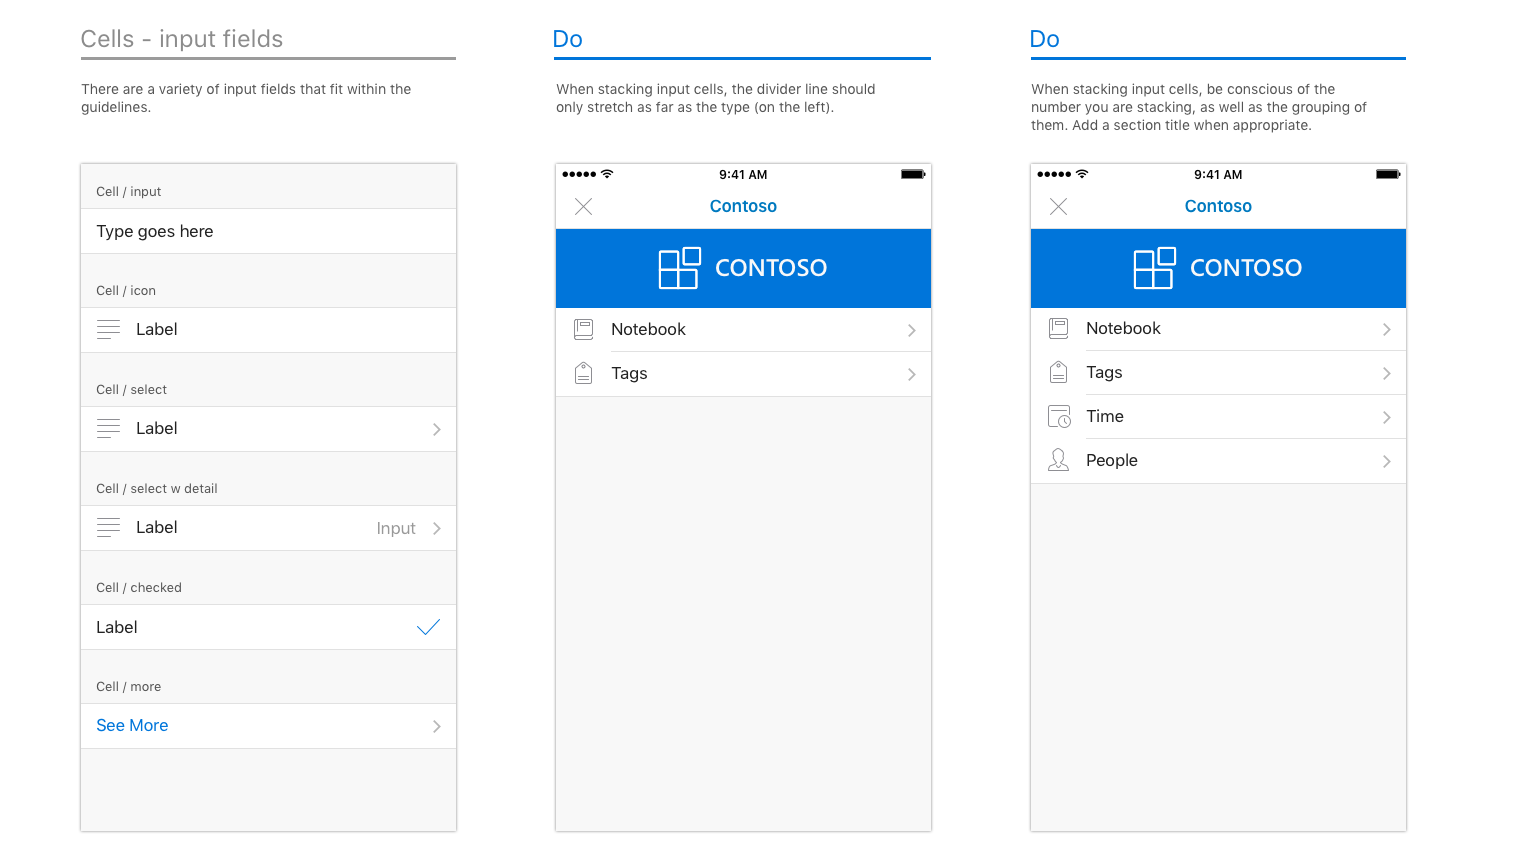 Cells - input fields
There are a variety of input fields that fit within the
guidelines.
Cell / input
Type goes here
Cell / icon
Label
Cell / select
Label
Cell / select w detail
Label Input
Cell / checked
Label
Cell / more
See More
Do
When stacking input cells, the divider line should
only stretch as far as the type (on the left).
9:41 AM
Contoso
CONTOSO
Notebook
Tags
Do
When stacking input cells, be conscious of the
number you are stacking, as well as the grouping of
them. Add a section title when appropriate.
9:41 AM
Contoso
CONTOSO
Notebook
Tags
Time
People